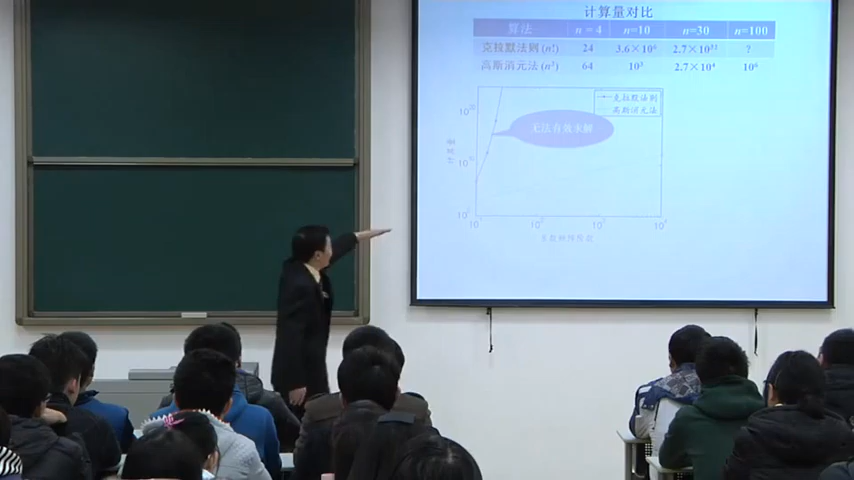 计算量对比
算法 n = 4 n=10 n=30 n=100
克拉默法则(n!) 24 3.6×10⁶ 2.7×10³² ?
高斯消元法(n³) 64 10³ 2.7×10⁴ 10⁶
克拉默法则
高斯消元法
无法有效求解